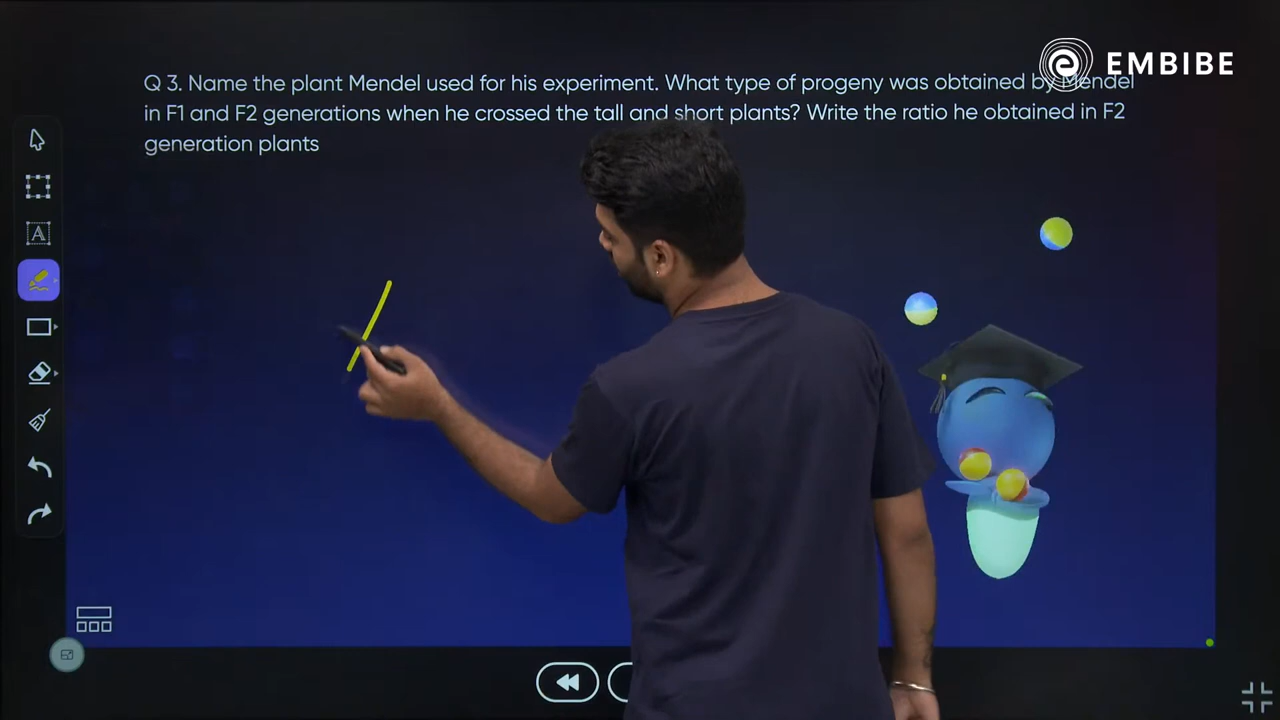 EMBIBE
Q 3. Name the plant Mendel used for his experiment. What type of progeny was obtained by Mendel
in F1 and F2 generations when he crossed the tall and short plants? Write the ratio he obtained in F2
generation plants
A